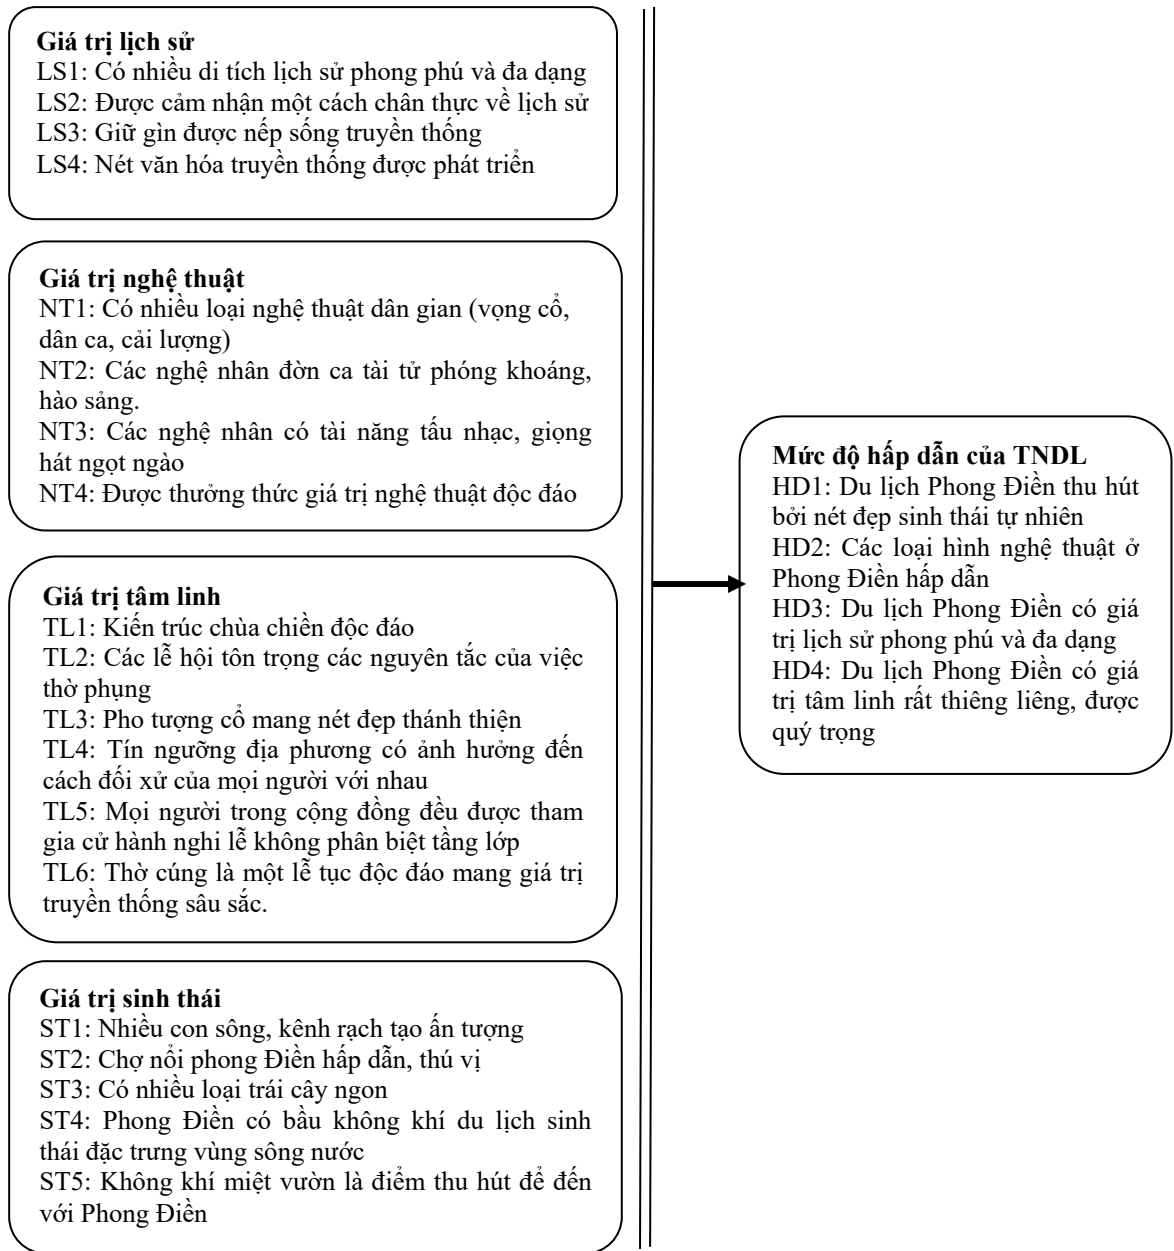 Giá trị lịch sử
LS1: Có nhiều di tích lịch sử phong phú và đa dạng
LS2: Được cảm nhận một cách chân thực về lịch sử
LS3: Giữ gìn được nếp sống truyền thống
LS4: Nét văn hóa truyền thống được phát triển
Giá trị nghệ thuật
NT1: Có nhiều loại nghệ thuật dân gian (vọng cổ,
dân ca, cải lượng)
NT2: Các nghệ nhân đờn ca tài tử phóng khoáng,
hào sảng.
NT3: Các nghệ nhân có tài năng tấu nhạc, giọng
hát ngọt ngào
NT4: Được thưởng thức giá trị nghệ thuật độc đáo
Giá trị tâm linh
TL1: Kiến trúc chùa chiền độc đáo
TL2: Các lễ hội tôn trọng các nguyên tắc của việc
thờ phụng
TL3: Pho tượng cổ mang nét đẹp thánh thiện
TL4: Tín ngưỡng địa phương có ảnh hưởng đến
cách đối xử của mọi người với nhau
TL5: Mọi người trong cộng đồng đều được tham
gia cử hành nghi lễ không phân biệt tầng lớp
TL6: Thờ cúng là một lễ tục độc đáo mang giá trị
truyền thống sâu sắc.
Giá trị sinh thái
ST1: Nhiều con sông, kênh rạch tạo ấn tượng
ST2: Chợ nổi phong Điền hấp dẫn, thú vị
ST3: Có nhiều loại trái cây ngon
ST4: Phong Điền có bầu không khí du lịch sinh
thái đặc trưng vùng sông nước
ST5: Không khí miệt vườn là điểm thu hút để đến
với Phong Điền
Mức độ hấp dẫn của TNDL
HD1: Du lịch Phong Điền thu hút
bởi nét đẹp sinh thái tự nhiên
HD2: Các loại hình nghệ thuật ở
Phong Điền hấp dẫn
HD3: Du lịch Phong Điền có giá
trị lịch sử phong phú và đa dạng
HD4: Du lịch Phong Điền có giá
trị tâm linh rất thiêng liêng, được
quý trọng